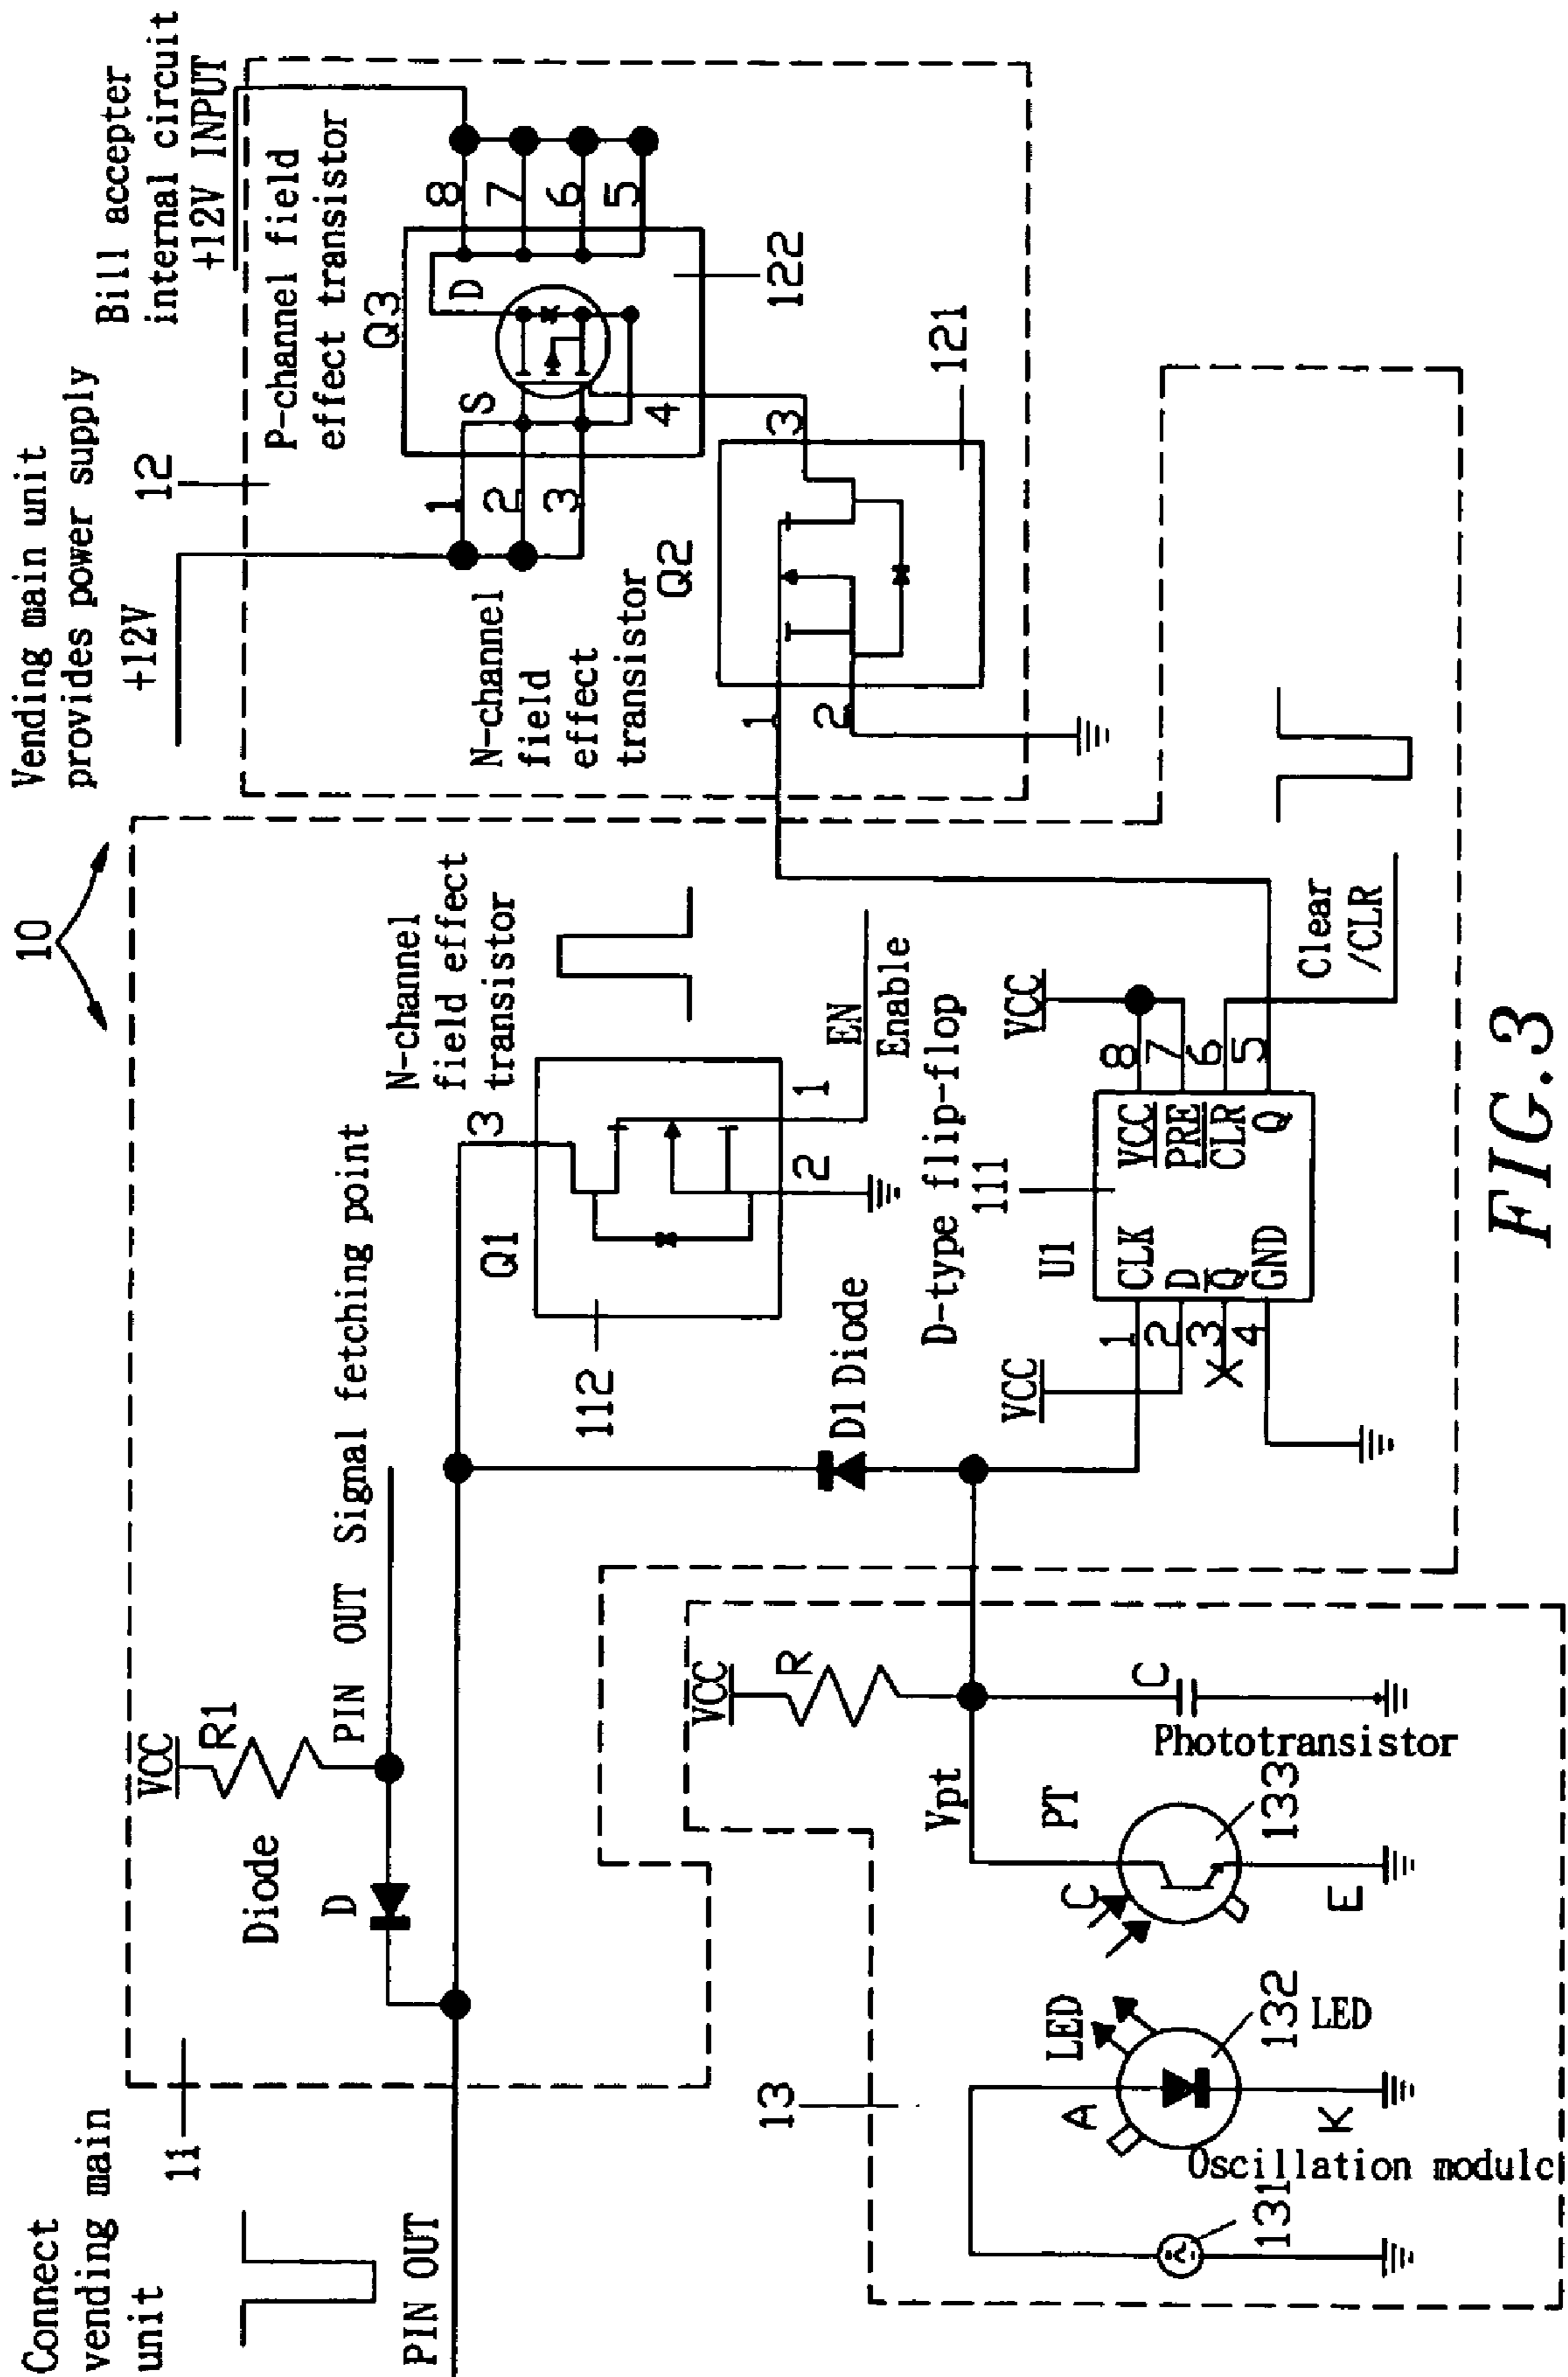 Connect
vending main
unit
PIN OUT
11
10
VCC
R1
Diode
D
PIN OUT Signal fetching point
N-channel
field effect
transistor
Q1
3
1
2
112
EN
Enable
D1 Diode
D-type flip-flop
111
U1
VCC
VCC
CLK
D
Q
GND
VCC
PRE
CLR
Q
1
2
3
4
8
7
6
5
X
Clear
/CLR
Vending main unit
provides power supply
+12V
12
Bill accepter
internal circuit
+12V INPUT
P-channel field
effect transistor
Q3
S
D
1
2
3
4
8
7
6
5
122
N-channel
field
effect
transistor
Q2
1
2
3
121
13
VCC
R
Vpt
C
PT
C
E
133
Phototransistor
LED
A
K
132
LED
Oscillation modulc
131
FIG.3